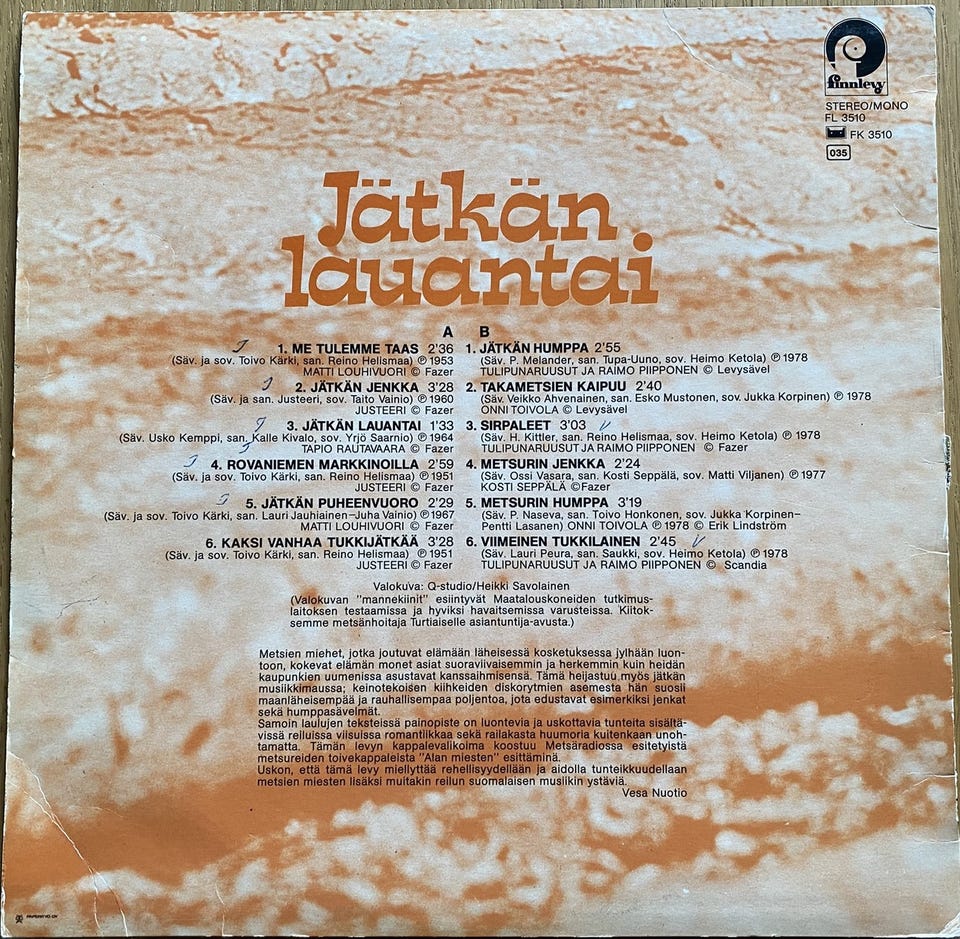 finnlevy
STEREO/MONO
FL 3510
FK 3510
035
Jätkän
lauantai
A
1. ME TULEMME TAAS 2'36
(Säv. ja sov. Toivo Kärki, san. Reino Helismaa) ℗ 1953
MATTI LOUHIVUORI © Fazer
2. JÄTKÄN JENKKA 3'28
(Säv. ja san. Justeeri, sov. Taito Vainio) ℗ 1960
JUSTEERI © Fazer
3. JÄTKÄN LAUANTAI 1'33
(Säv. Usko Kemppi, san. Kalle Kivalo, sov. Yrjö Saarnio) ℗ 1964
TAPIO RAUTAVAARA © Fazer
4. ROVANIEMEN MARKKINOILLA 2'59
(Säv. ja sov. Toivo Kärki, san. Reino Helismaa) ℗ 1951
JUSTEERI © Fazer
5. JÄTKÄN PUHEENVUORO 2'29
(Säv. ja sov. Toivo Kärki, san. Lauri Jauhiainen–Juha Vainio) ℗ 1967
MATTI LOUHIVUORI © Fazer
6. KAKSI VANHAA TUKKIJÄTKÄÄ 3'28
(Säv. ja sov. Toivo Kärki, san. Reino Helismaa) ℗ 1951
JUSTEERI © Fazer
B
1. JÄTKÄN HUMPPA 2'55
(Säv. P. Melander, san. Tupa-Uuno, sov. Heimo Ketola) ℗ 1978
TULIPUNARUUSUT JA RAIMO PIIPPONEN © Levysävel
2. TAKAMETSIEN KAIPUU 2'40
(Säv. Veikko Ahvenainen, san. Esko Mustonen, sov. Jukka Korpinen) ℗ 1978
ONNI TOIVOLA © Levysävel
3. SIRPALEET 3'03
(Säv. H. Kittler, san. Reino Helismaa, sov. Heimo Ketola) ℗ 1978
TULIPUNARUUSUT JA RAIMO PIIPPONEN © Fazer
4. METSURIN JENKKA 2'24
(Säv. Ossi Vasara, san. Kosti Seppälä, sov. Matti Viljanen) ℗ 1977
KOSTI SEPPÄLÄ © Fazer
5. METSURIN HUMPPA 3'19
(Säv. P. Naseva, san. Toivo Honkonen, sov. Jukka Korpinen–
Pentti Lasanen) ONNI TOIVOLA ℗ 1978 © Erik Lindström
6. VIIMEINEN TUKKILAINEN 2'45
(Säv. Lauri Peura, san. Saukki, sov. Heimo Ketola) ℗ 1978
TULIPUNARUUSUT JA RAIMO PIIPPONEN © Scandia
Valokuva: Q-studio/Heikki Savolainen
(Valokuvan "mannekiinit" esiintyvät Maatalouskoneiden tutkimus-
laitoksen testaamissa ja hyviksi havaitsemissa varusteissa. Kiitok-
semme metsänhoitaja Turtiaiselle asiantuntija-avusta.)
Metsien miehet, jotka joutuvat elämään läheisessä kosketuksessa jylhään luon-
toon, kokevat elämän monet asiat suoraviivaisemmin ja herkemmin kuin heidän
kaupunkien uumenissa asustavat kanssaihmisensä. Tämä heijastuu myös jätkän
musiikkimaussa; keinotekoisen kiihkeiden diskorytmien asemesta hän suosii
maanläheisempää ja rauhallisempaa poljentoa, jota edustavat esimerkiksi jenkat
sekä humppasävelmät.
Samoin laulujen teksteissä painopiste on luontevia ja uskottavia tunteita sisältä-
vissä reiluissa viisuissa romantiikkaa sekä railakasta huumoria kuitenkaan unoh-
tamatta. Tämän levyn kappalevalikoima koostuu Metsäradiossa esitetyistä
metsureiden toivekappaleista "Alan miesten" esittäminä.
Uskon, että tämä levy miellyttää rehellisyydellään ja aidolla tunteikkuudellaan
metsien miesten lisäksi muitakin reilun suomalaisen musiikin ystäviä.
Vesa Nuotio